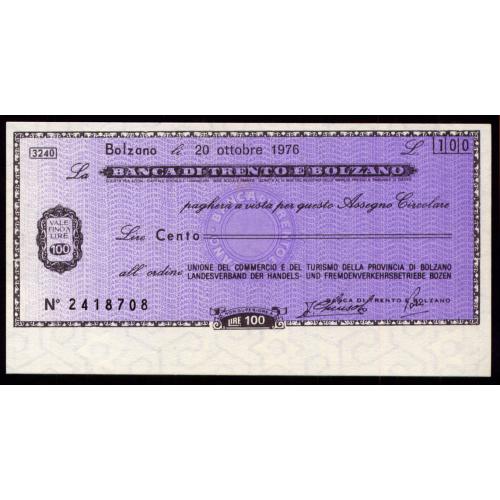 3240 Bolzano li 20 ottobre 1976 £ 100
La BANCA DI TRENTO E BOLZANO
pagherà a vista per questo Assegno Circolare
VALE FINO A LIRE 100
Lire Cento
all'ordine UNIONE DEL COMMERCIO E DEL TURISMO DELLA PROVINCIA DI BOLZANO
LANDESVERBAND DER HANDELS- UND FREMDENVERKEHRSBETRIEBE BOZEN
N° 2418708
BANCA DI TRENTO E BOLZANO
LIRE 100